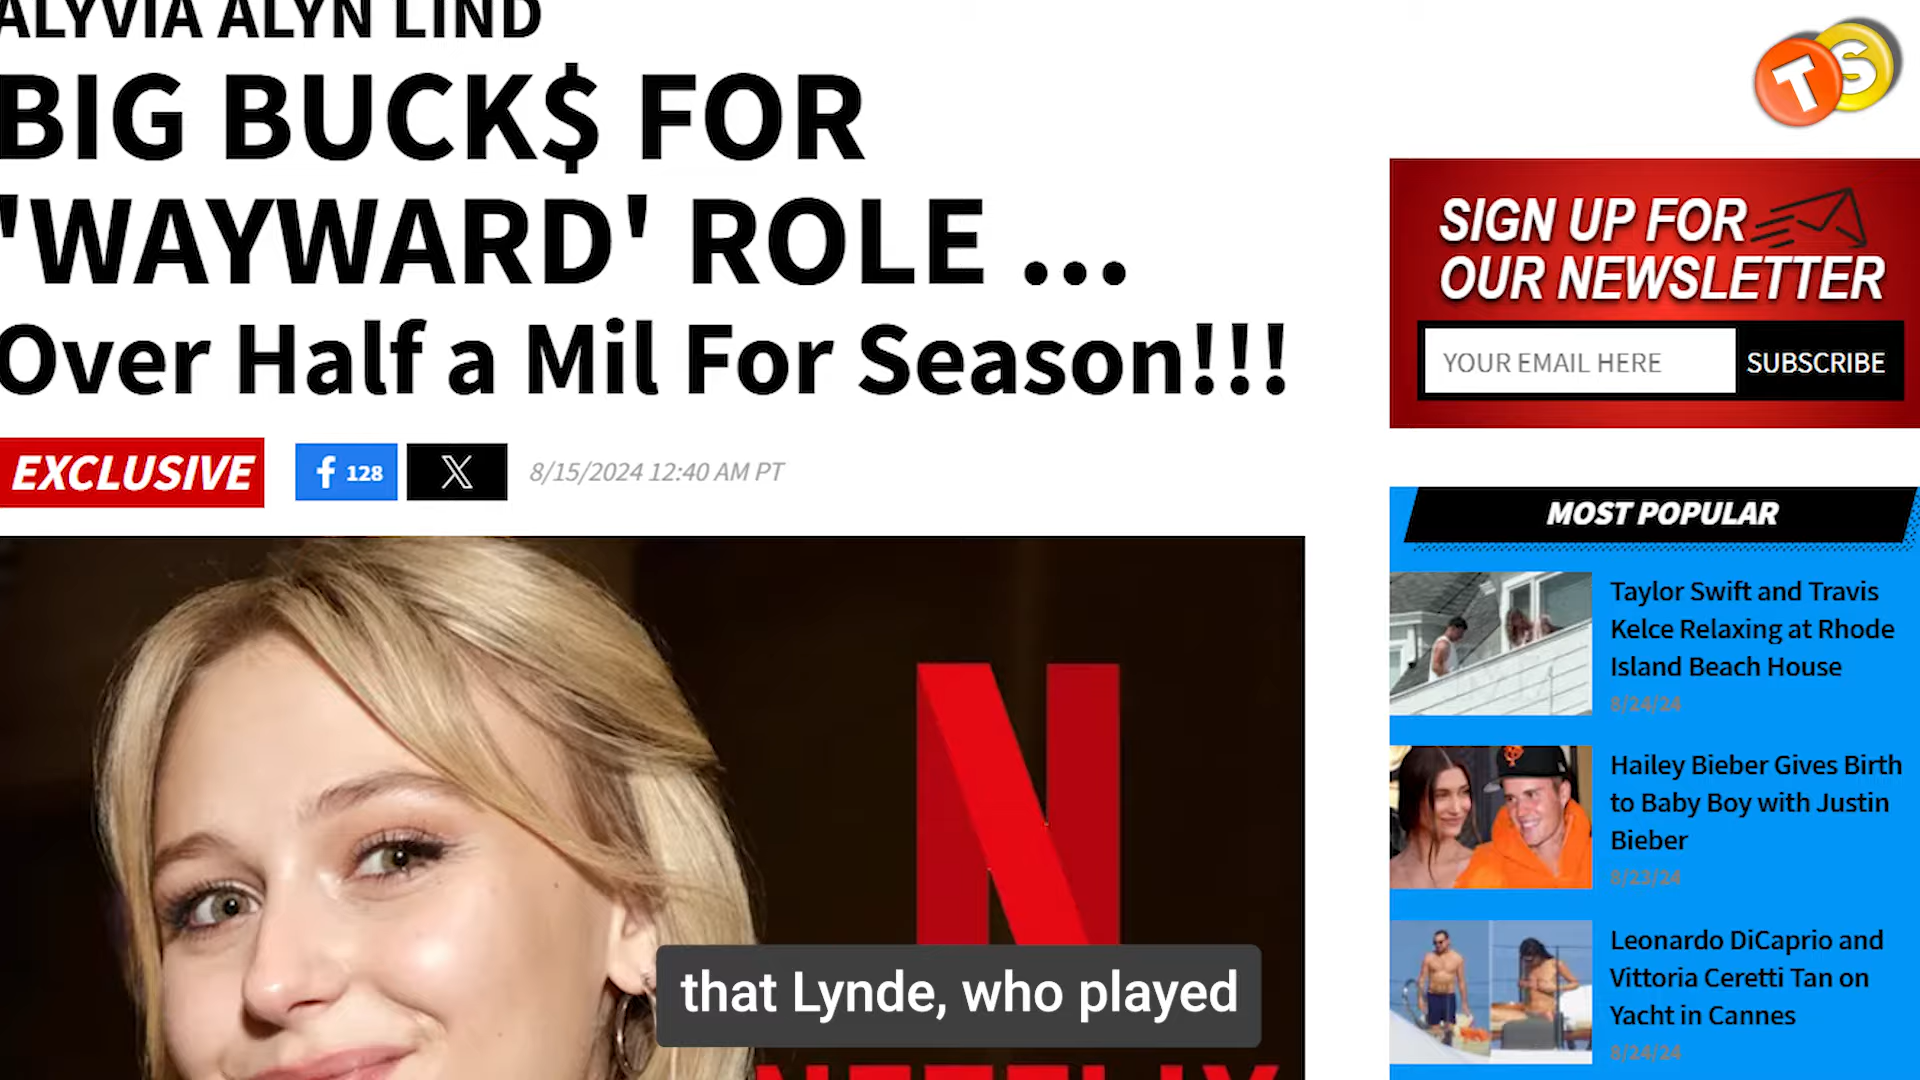 ALYVIA ALYN LIND
BIG BUCK$ FOR
'WAYWARD' ROLE ...
Over Half a Mil For Season!!!
EXCLUSIVE
f 128
X
8/15/2024 12:40 AM PT
N
NETFLIX
that Lynde, who played
TS
SIGN UP FOR
OUR NEWSLETTER
YOUR EMAIL HERE
SUBSCRIBE
MOST POPULAR
Taylor Swift and Travis
Kelce Relaxing at Rhode
Island Beach House
8/24/24
Hailey Bieber Gives Birth
to Baby Boy with Justin
Bieber
8/23/24
Leonardo DiCaprio and
Vittoria Ceretti Tan on
Yacht in Cannes
8/24/24